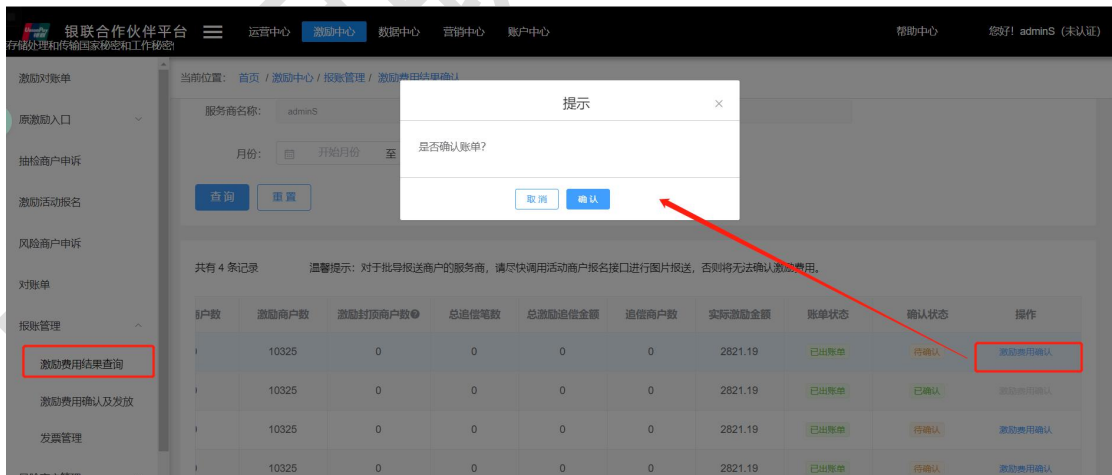 银联合作伙伴平台 运营中心 激励中心 数据中心 营销中心 账户中心 帮助中心 您好! adminS (未认证)
存储处理和传输国家秘密和工作秘密
激励对账单
原激励入口
抽检商户申诉
激励活动报名
风险商户申诉
对账单
报账管理
激励费用结果查询
激励费用确认及发放
发票管理
当前位置: 首页 / 激励中心 / 报账管理 / 激励费用结果确认
服务商名称: adminS
月份: 开始月份 至
查询 重置
提示 ×
是否确认账单?
取消 确认
共有 4 条记录 温馨提示: 对于批导报送商户的服务商, 请尽快调用活动商户报名接口进行图片报送, 否则将无法确认激励费用。
户数 激励商户数 激励封顶商户数 总追偿笔数 总激励追偿金额 追偿商户数 实际激励金额 账单状态 确认状态 操作
10325 0 0 0 0 2821.19 已出账单 待确认 激励费用确认
10325 0 0 0 0 2821.19 已出账单 已确认 激励费用确认
10325 0 0 0 0 2821.19 已出账单 待确认 激励费用确认
10325 0 0 0 0 2821.19 已出账单 待确认 激励费用确认